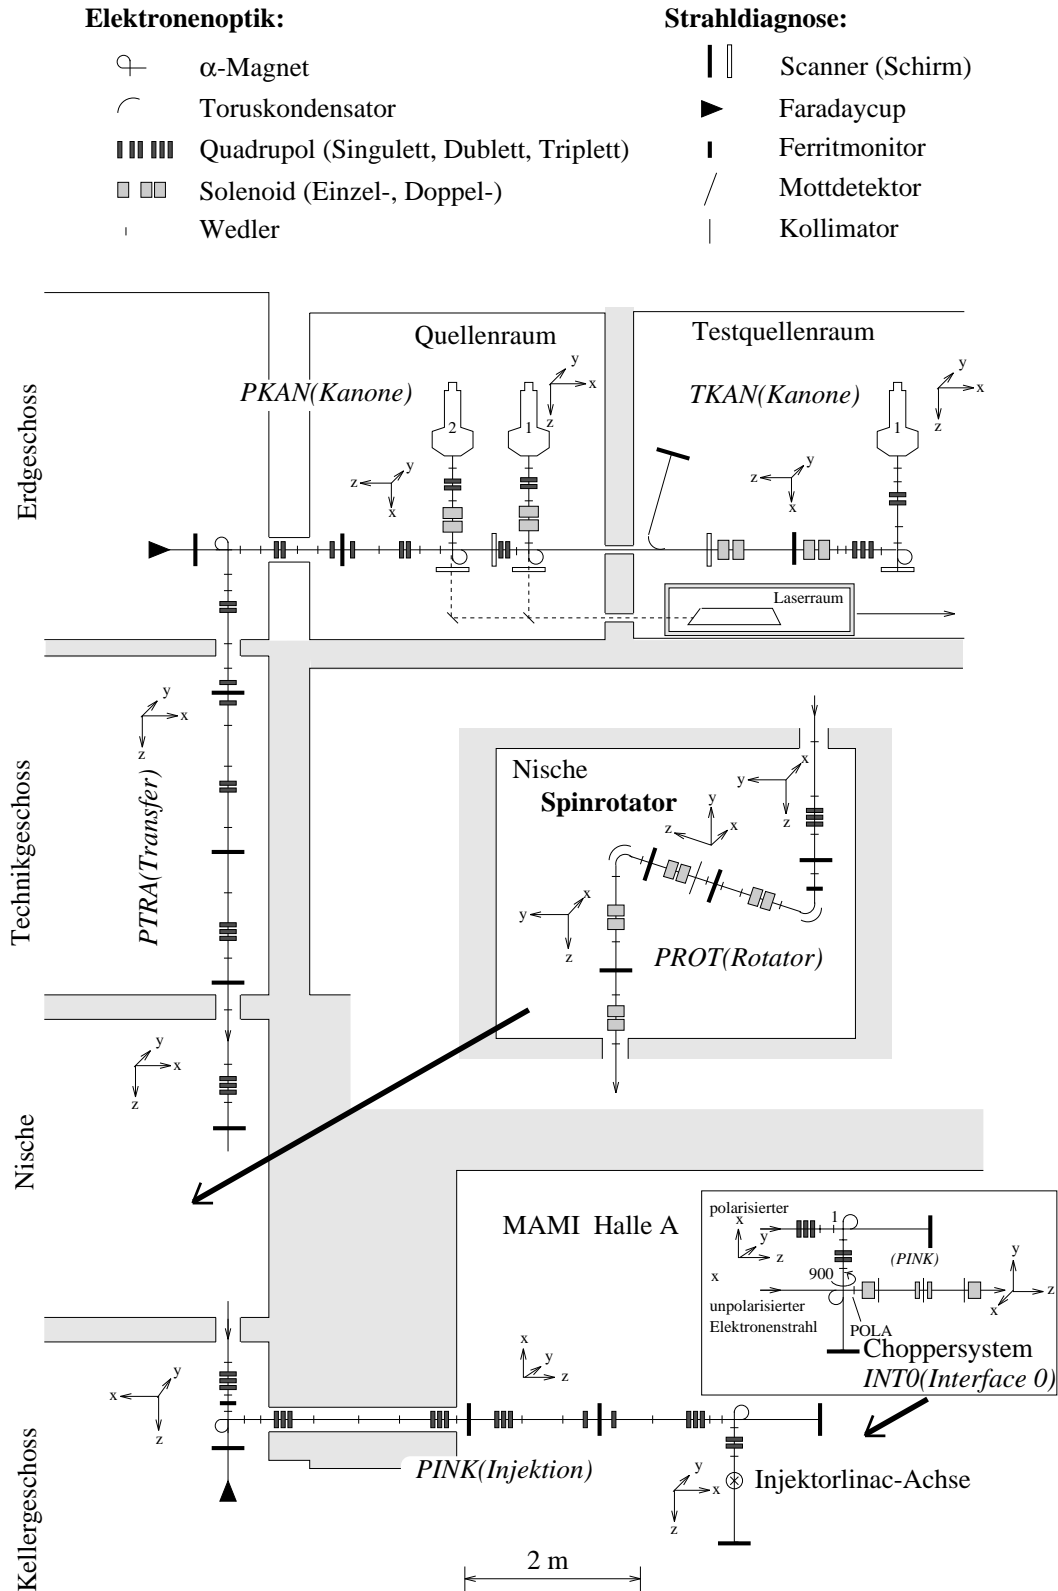 Elektronenoptik:
α-Magnet
Toruskondensator
Quadrupol (Singulett, Dublett, Triplett)
Solenoid (Einzel-, Doppel-)
Wedler
Strahldiagnose:
Scanner (Schirm)
Faradaycup
Ferritmonitor
Mottdetektor
Kollimator
Erdgeschoss
Quellenraum
Testquellenraum
PKAN(Kanone)
TKAN(Kanone)
2
1
1
y
x
z
y
x
z
y
z
x
y
z
x
Laserraum
Technikgeschoss
PTRA(Transfer)
y
x
z
Nische
Spinrotator
x
y
z
y
z
x
x
y
z
PROT(Rotator)
Nische
y
x
z
MAMI Halle A
polarisierter
x
y
z
1
(PINK)
x
900
unpolarisierter
Elektronenstrahl
POLA
y
z
x
Choppersystem
INT0(Interface 0)
Kellergeschoss
y
x
z
x
y
z
PINK(Injektion)
y
x
z
Injektorlinac-Achse
2 m